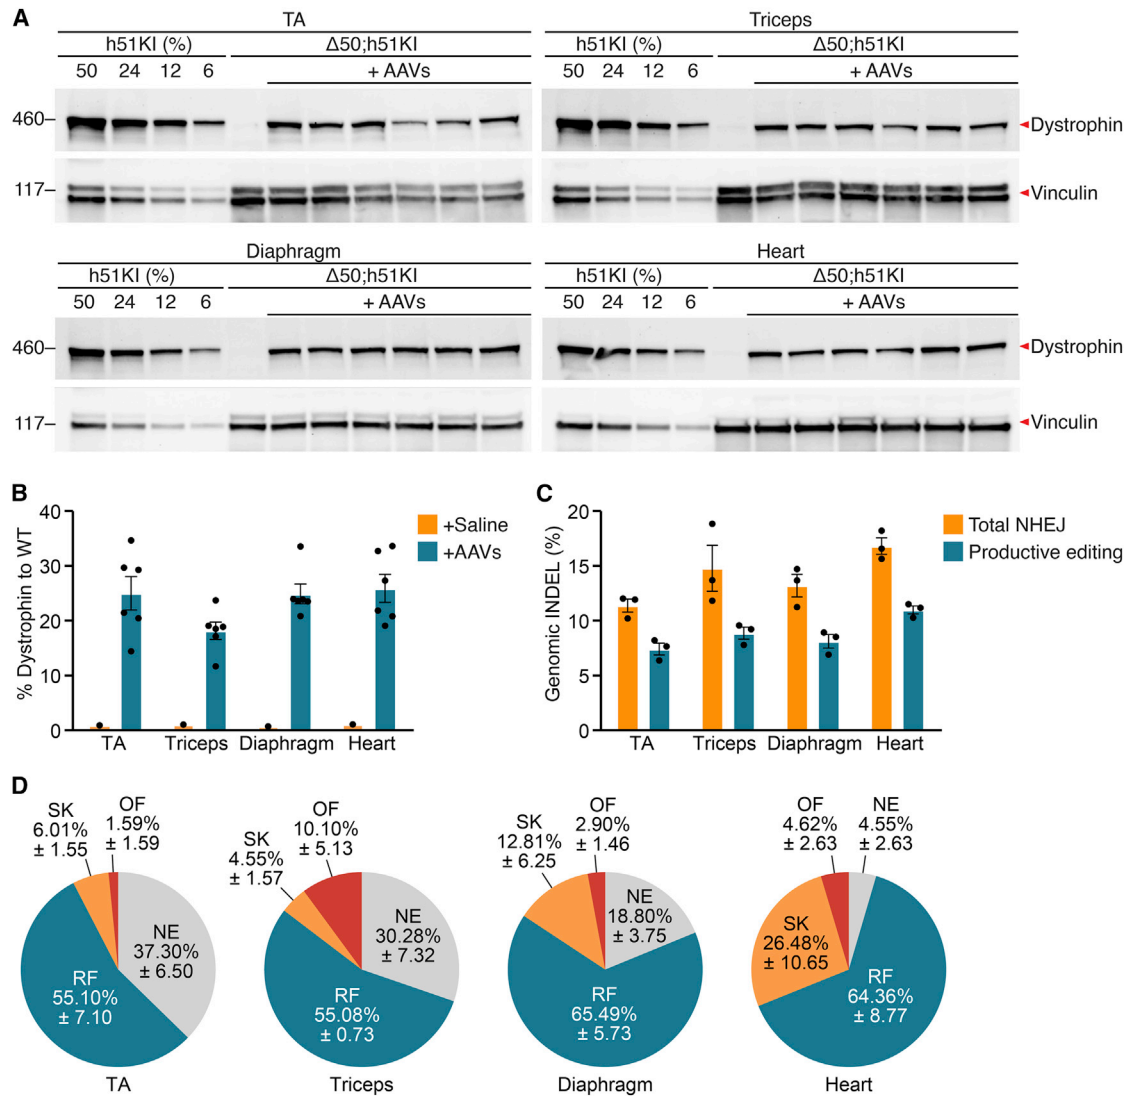 A
TA
Triceps
h51KI (%)
Δ50;h51KI
h51KI (%)
Δ50;h51KI
50 24 12 6
+ AAVs
50 24 12 6
+ AAVs
460
Dystrophin
117
Vinculin
Diaphragm
Heart
h51KI (%)
Δ50;h51KI
h51KI (%)
Δ50;h51KI
50 24 12 6
+ AAVs
50 24 12 6
+ AAVs
460
Dystrophin
117
Vinculin
B
% Dystrophin to WT
40
30
20
10
0
TA Triceps Diaphragm Heart
+Saline
+AAVs
C
Genomic INDEL (%)
20
15
10
5
0
TA Triceps Diaphragm Heart
Total NHEJ
Productive editing
D
SK
6.01%
± 1.55
OF
1.59%
± 1.59
NE
37.30%
± 6.50
RF
55.10%
± 7.10
TA
SK
4.55%
± 1.57
OF
10.10%
± 5.13
NE
30.28%
± 7.32
RF
55.08%
± 0.73
Triceps
SK
12.81%
± 6.25
OF
2.90%
± 1.46
NE
18.80%
± 3.75
RF
65.49%
± 5.73
Diaphragm
OF
4.62%
± 2.63
NE
4.55%
± 2.63
SK
26.48%
± 10.65
RF
64.36%
± 8.77
Heart